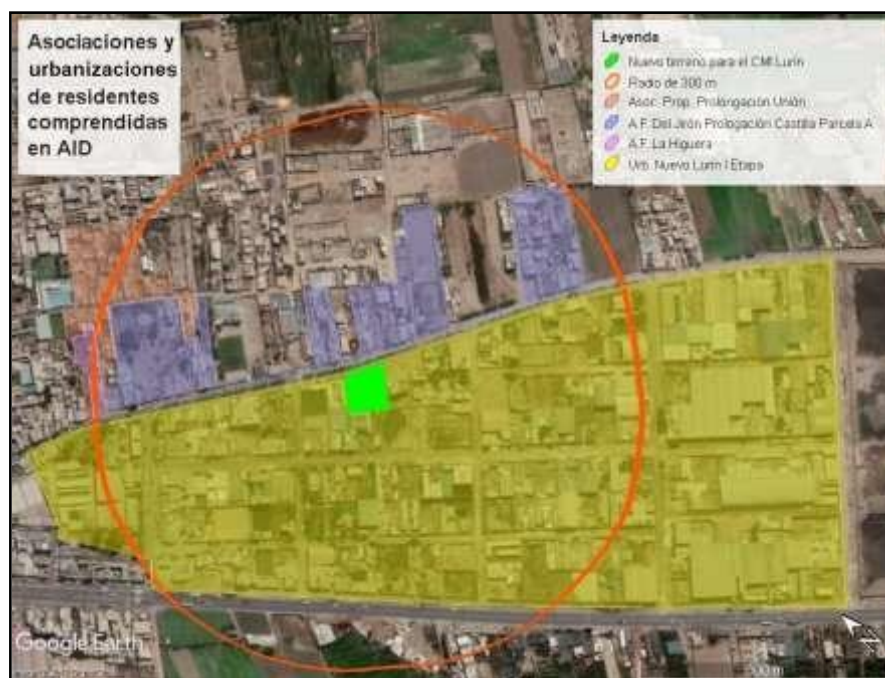 Asociaciones y
urbanizaciones
de residentes
comprendidas
en AID
Leyenda
Nuevo terreno para el CMI Lurín
Radio de 300 m
Asoc. Prop. Prolongación Unión
A.F. Del Jirón Prologación Castilla Parcela A
A.F. La Higuera
Urb. Nuevo Lurín I Etapa
Google Earth